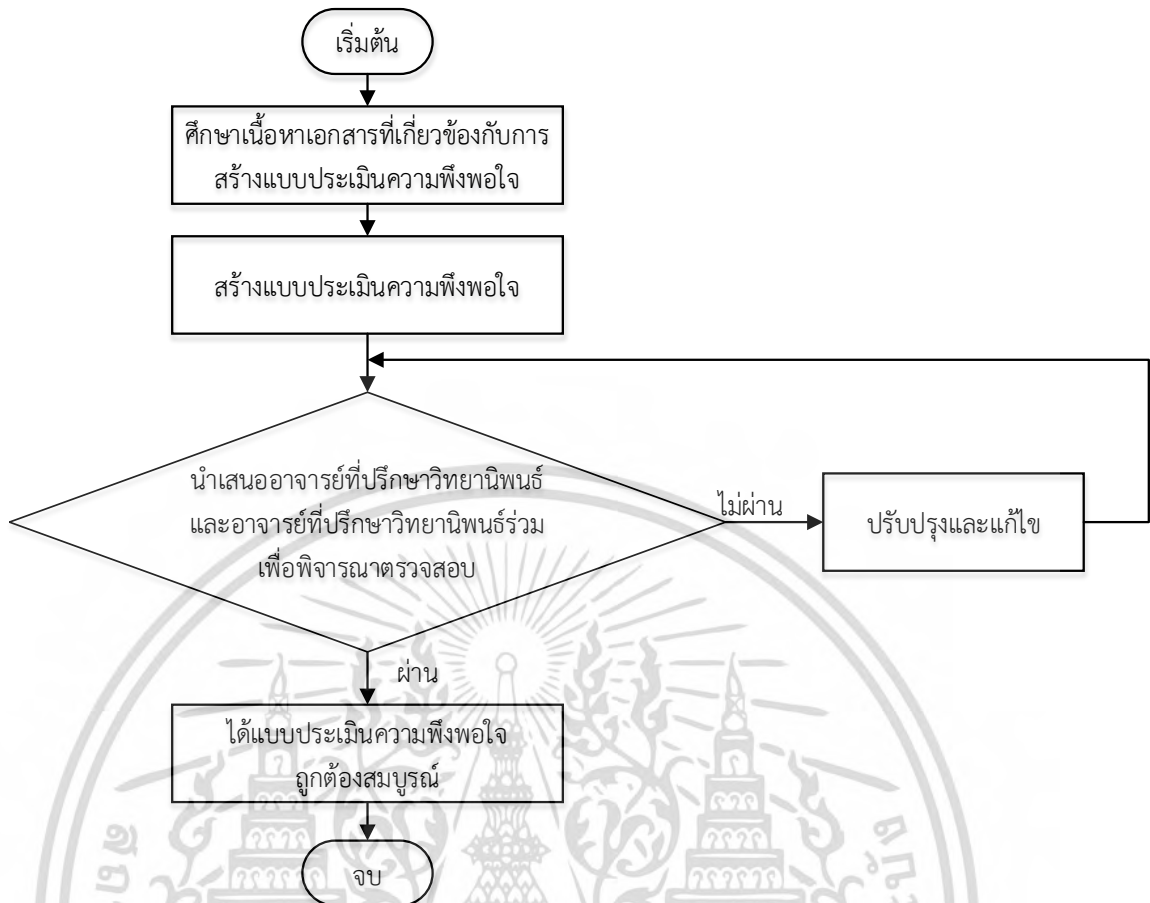 เริ่มต้น
ศึกษาเนื้อหาเอกสารที่เกี่ยวข้องกับการ
สร้างแบบประเมินความพึงพอใจ
สร้างแบบประเมินความพึงพอใจ
นำเสนออาจารย์ที่ปรึกษาวิทยานิพนธ์
และอาจารย์ที่ปรึกษาวิทยานิพนธ์ร่วม
เพื่อพิจารณาตรวจสอบ
ไม่ผ่าน
ปรับปรุงและแก้ไข
ผ่าน
ได้แบบประเมินความพึงพอใจ
ถูกต้องสมบูรณ์
จบ